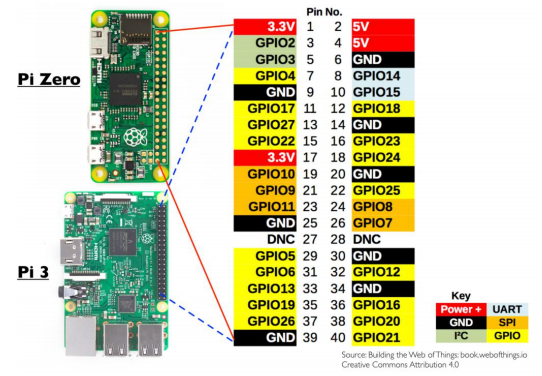 Pin No.
3.3V 1 2 5V
GPIO2 3 4 5V
GPIO3 5 6 GND
GPIO4 7 8 GPIO14
GND 9 10 GPIO15
GPIO17 11 12 GPIO18
GPIO27 13 14 GND
GPIO22 15 16 GPIO23
3.3V 17 18 GPIO24
GPIO10 19 20 GND
GPIO9 21 22 GPIO25
GPIO11 23 24 GPIO8
GND 25 26 GPIO7
DNC 27 28 DNC
GPIO5 29 30 GND
GPIO6 31 32 GPIO12
GPIO13 33 34 GND
GPIO19 35 36 GPIO16
GPIO26 37 38 GPIO20
GND 39 40 GPIO21
Pi Zero
Pi 3
Key
Power + UART
GND SPI
I²C GPIO
Source: Building the Web of Things: book.webofthings.io
Creative Commons Attribution 4.0